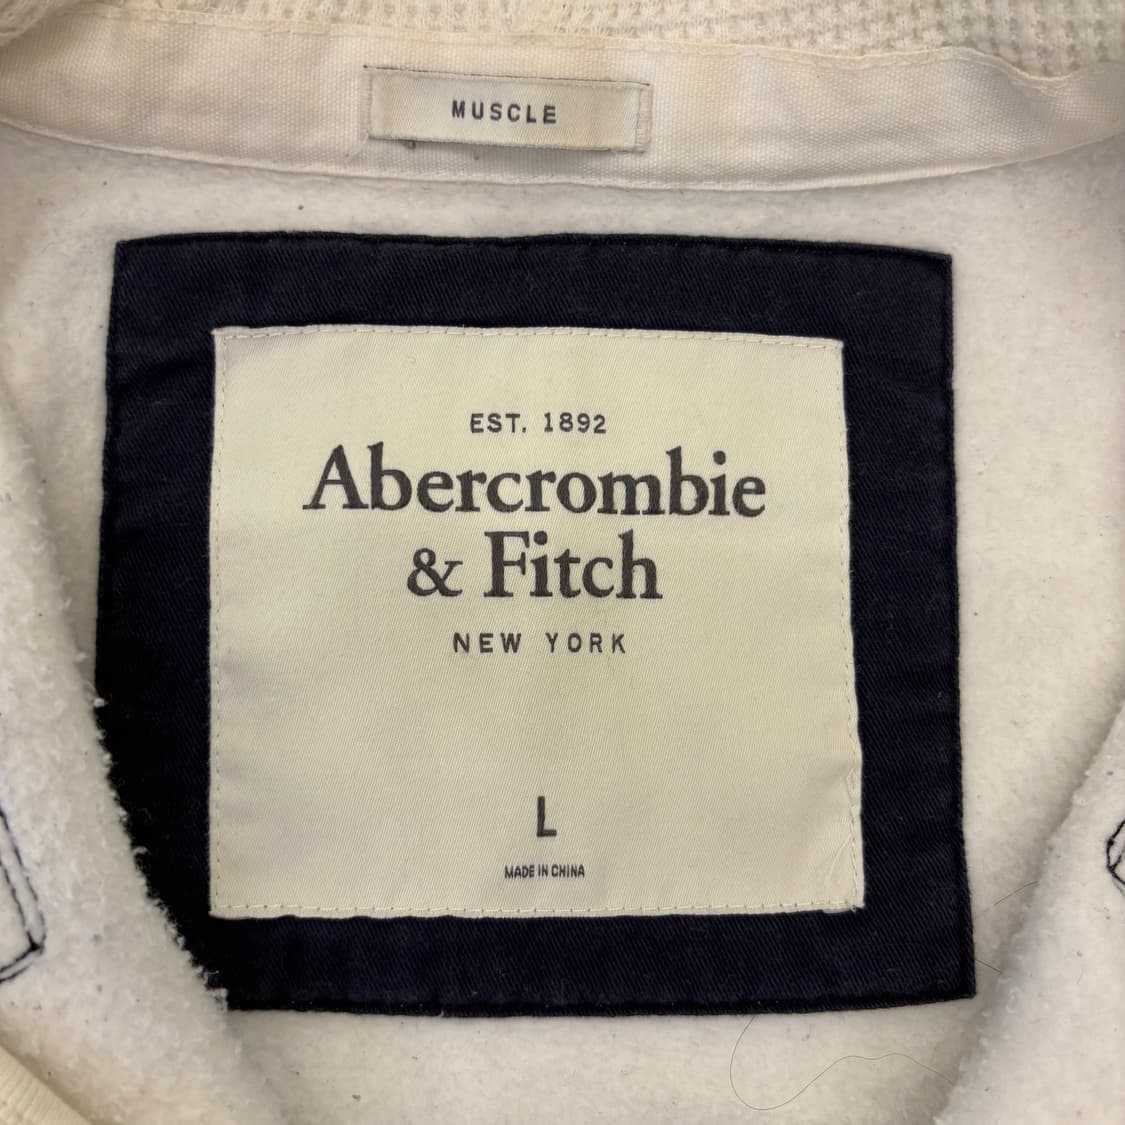 MUSCLE
EST. 1892
Abercrombie
& Fitch
NEW YORK
L
MADE IN CHINA